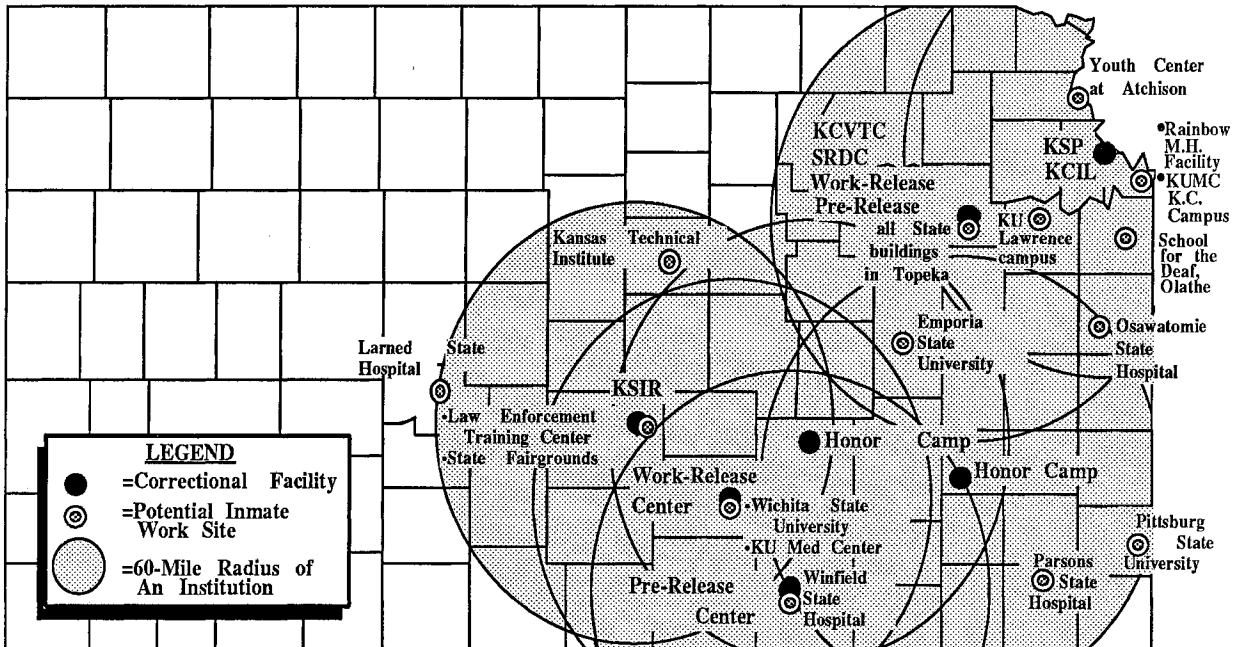 Youth Center
at Atchison
•Rainbow
M.H.
Facility
•KUMC
K.C.
Campus
KSP
KCIL
KCVTC
SRDC
Work-Release
Pre-Release
all State
buildings
in Topeka
KU
Lawrence
campus
School
for the
Deaf,
Olathe
Kansas Technical
Institute
Emporia
State
University
Osawatomie
State
Hospital
Larned State
Hospital
KSIR
•Law Enforcement
Training Center
•State Fairgrounds
Honor Camp
Honor Camp
Work-Release
Center
•Wichita State
University
•KU Med Center
Pre-Release
Center
Winfield
State
Hospital
Parsons
State
Hospital
Pittsburg
State
University
LEGEND
=Correctional Facility
=Potential Inmate
Work Site
=60-Mile Radius of
An Institution